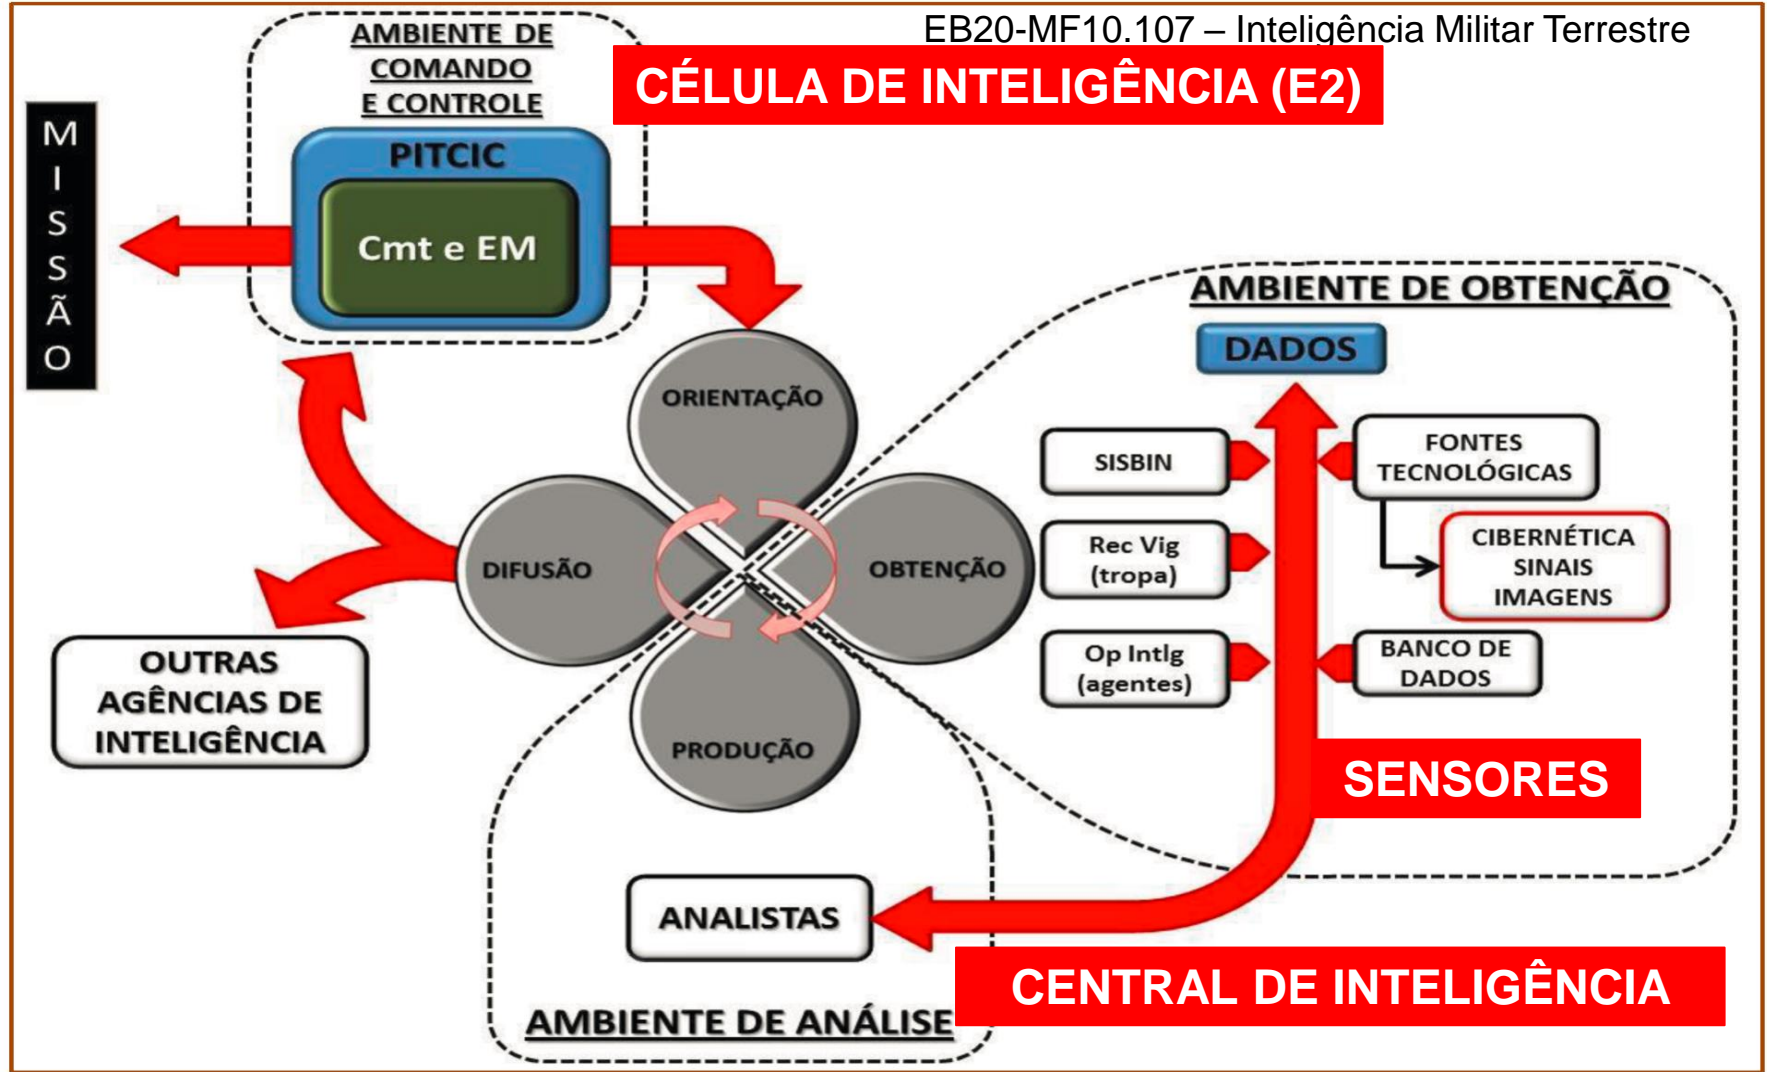 EB20-MF10.107 – Inteligência Militar Terrestre
AMBIENTE DE
COMANDO
E CONTROLE
CÉLULA DE INTELIGÊNCIA (E2)
M
I
S
S
Ã
O
PITCIC
Cmt e EM
AMBIENTE DE OBTENÇÃO
DADOS
ORIENTAÇÃO
SISBIN
FONTES
TECNOLÓGICAS
DIFUSÃO
OBTENÇÃO
Rec Vig
(tropa)
CIBERNÉTICA
SINAIS
IMAGENS
OUTRAS
AGÊNCIAS DE
INTELIGÊNCIA
Op Intlg
(agentes)
BANCO DE
DADOS
PRODUÇÃO
SENSORES
ANALISTAS
CENTRAL DE INTELIGÊNCIA
AMBIENTE DE ANÁLISE